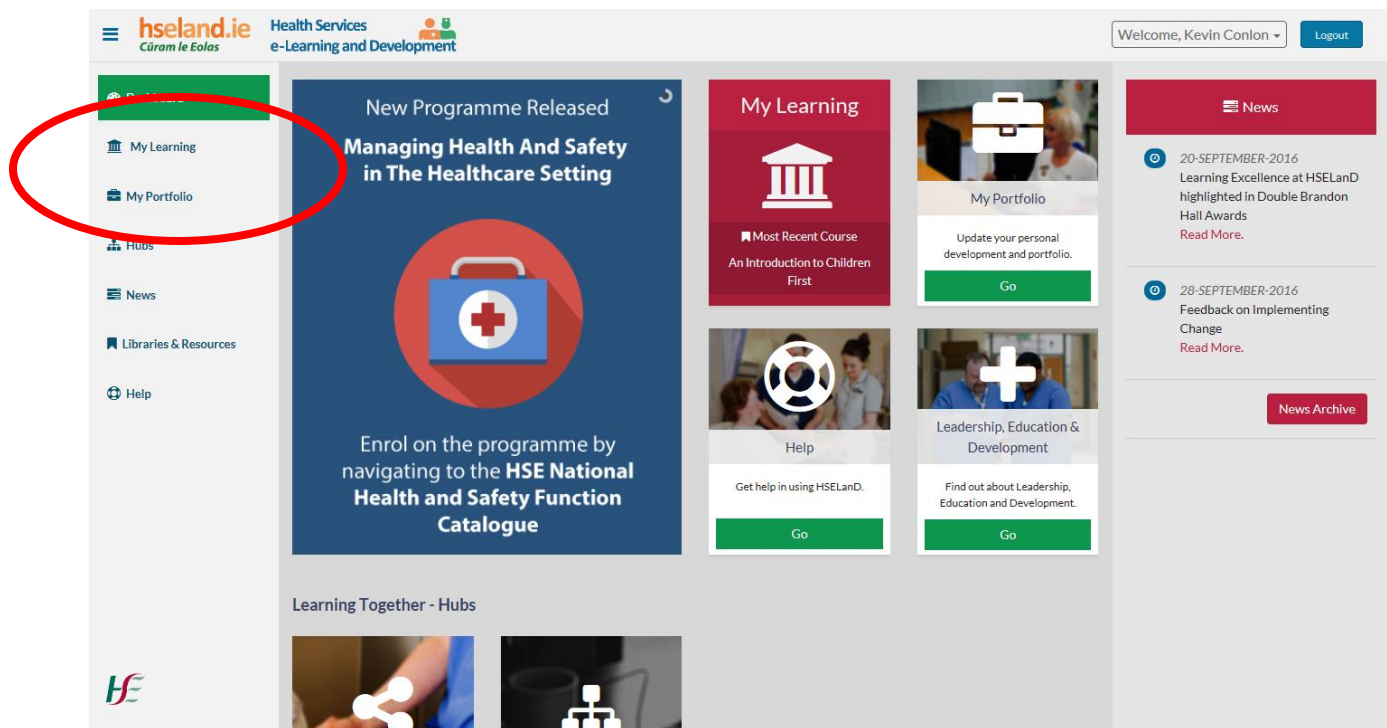 hseland.ie
Cúram le Eolas
Health Services
e-Learning and Development
Welcome, Kevin Conlon
Logout
My Learning
My Portfolio
Hubs
News
Libraries & Resources
Help
HE
New Programme Released
Managing Health And Safety
in The Healthcare Setting
Enrol on the programme by
navigating to the HSE National
Health and Safety Function
Catalogue
My Learning
Most Recent Course
An Introduction to Children
First
My Portfolio
Update your personal
development and portfolio.
Go
Help
Get help in using HSELanD.
Go
Leadership, Education &
Development
Find out about Leadership,
Education and Development.
Go
Learning Together - Hubs
News
20-SEPTEMBER-2016
Learning Excellence at HSELanD
highlighted in Double Brandon
Hall Awards
Read More.
28-SEPTEMBER-2016
Feedback on Implementing
Change
Read More.
News Archive